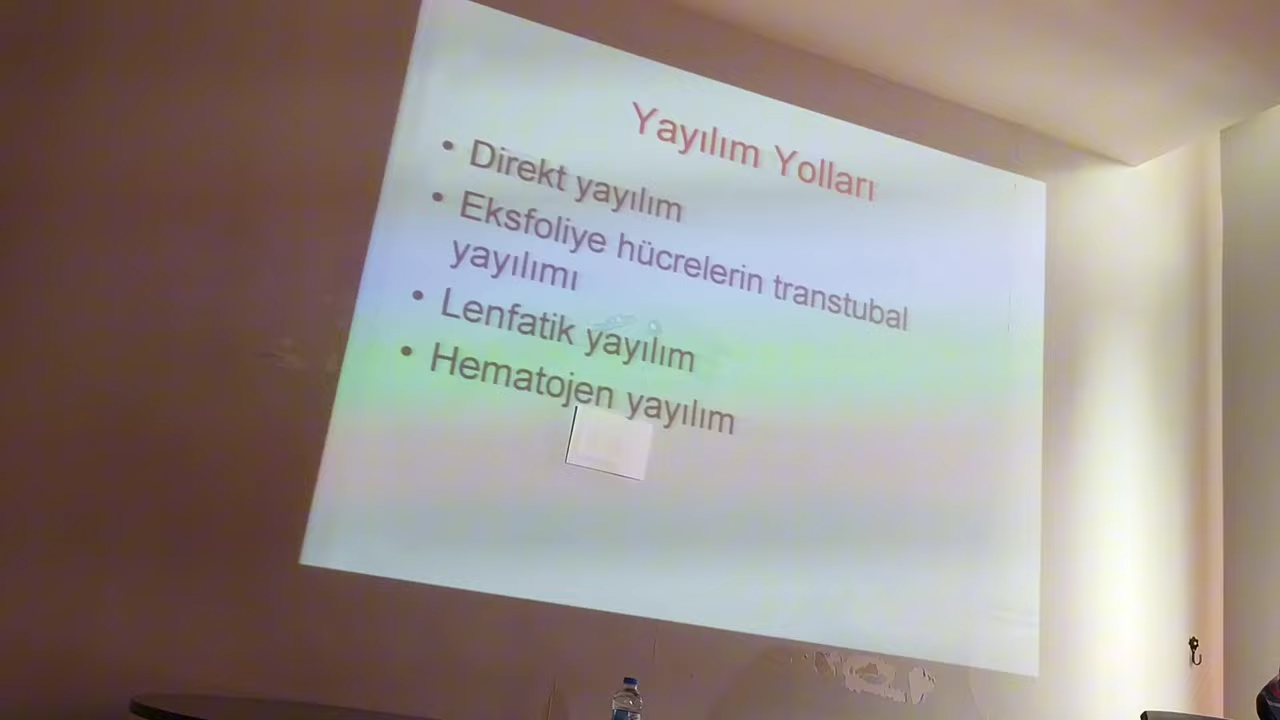 Yayılım Yolları
• Direkt yayılım
• Eksfoliye hücrelerin transtubal
yayılımı
• Lenfatik yayılım
• Hematojen yayılım